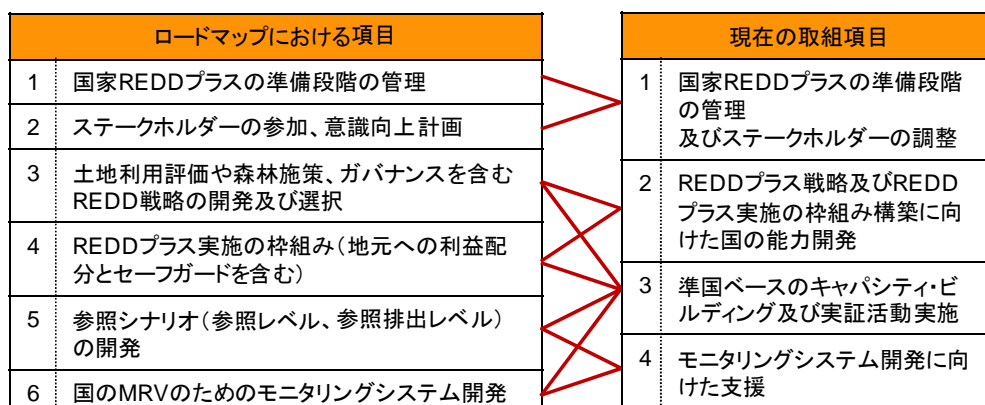 ロードマップにおける項目
1 国家REDDプラスの準備段階の管理
2 ステークホルダーの参加、意識向上計画
3 土地利用評価や森林施策、ガバナンスを含む
REDD戦略の開発及び選択
4 REDDプラス実施の枠組み（地元への利益配
分とセーフガードを含む）
5 参照シナリオ（参照レベル、参照排出レベル）
の開発
6 国のMRVのためのモニタリングシステム開発
現在の取組項目
1 国家REDDプラスの準備段階
の管理
及びステークホルダーの調整
2 REDDプラス戦略及びREDD
プラス実施の枠組み構築に向
けた国の能力開発
3 準国ベースのキャパシティ・ビ
ルディング及び実証活動実施
4 モニタリングシステム開発に向
けた支援